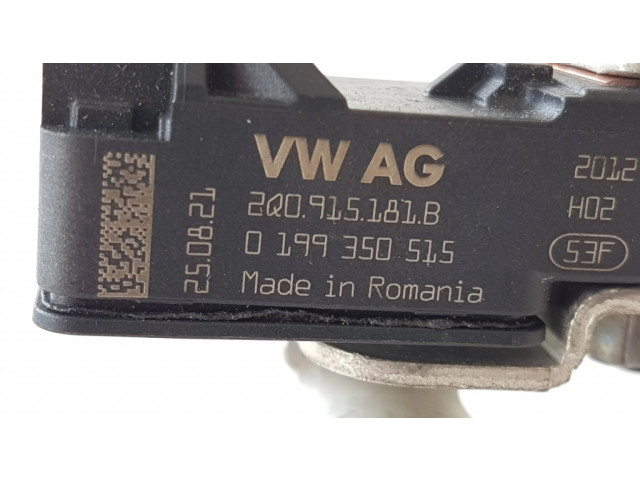 VW AG
2Q0.915.181.B
0 199 350 515
Made in Romania
25.08.21
2012
H02
53F